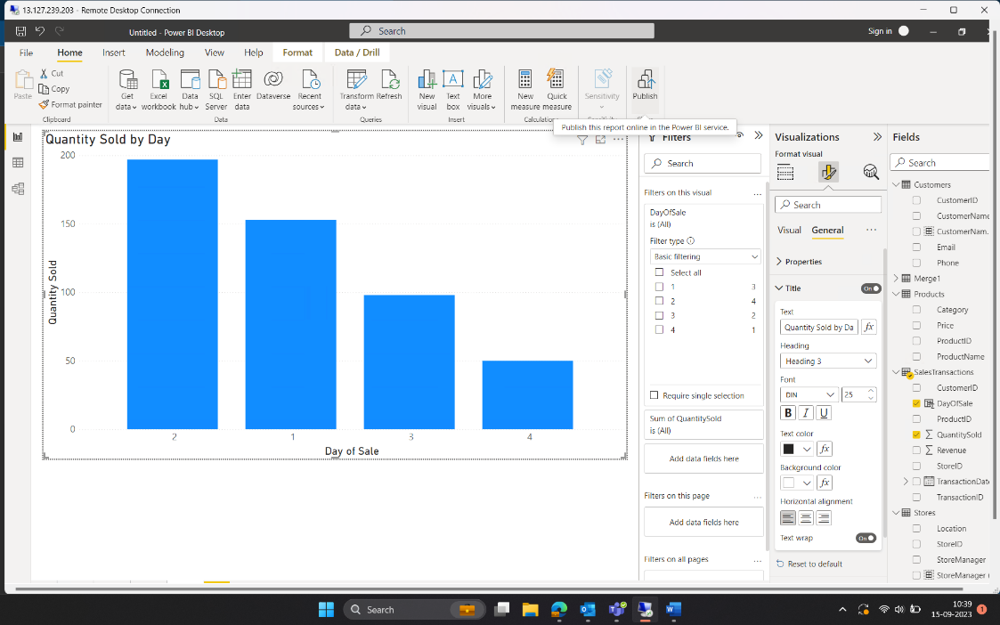 13.127.239.203 - Remote Desktop Connection
Untitled - Power BI Desktop
Search
Sign in
File
Home
Insert
Modeling
View
Help
Format
Data / Drill
Paste
Cut
Copy
Format painter
Clipboard
Get data
Excel workbook
Data hub
SQL Server
Enter data
Dataverse
Recent sources
Data
Transform data
Refresh
Queries
New visual
Text box
More visuals
Insert
New measure
Quick measure
Calculations
Sensitivity
Publish
Publish this report online in the Power BI service.
Quantity Sold by Day
200
150
100
50
0
Quantity Sold
2
1
3
4
Day of Sale
Filters
Search
Filters on this visual
DayOfSale
is (All)
Filter type
Basic filtering
Select all
1 3
2 4
3 2
4 1
Require single selection
Sum of QuantitySold
is (All)
Add data fields here
Filters on this page
Add data fields here
Filters on all pages
Visualizations
Format visual
Search
Visual
General
Properties
Title
On
Text
Quantity Sold by Da
fx
Heading
Heading 3
Font
DIN
25
B I U
Text color
fx
Background color
fx
Horizontal alignment
Text wrap
On
Reset to default
Fields
Search
Customers
CustomerID
CustomerName
CustomerNam...
Email
Phone
Merge1
Products
Category
Price
ProductID
ProductName
SalesTransactions
CustomerID
DayOfSale
ProductID
QuantitySold
Revenue
StoreID
TransactionDate
TransactionID
Stores
Location
StoreID
StoreManager
StoreManager
Search
10:39
15-09-2023
1